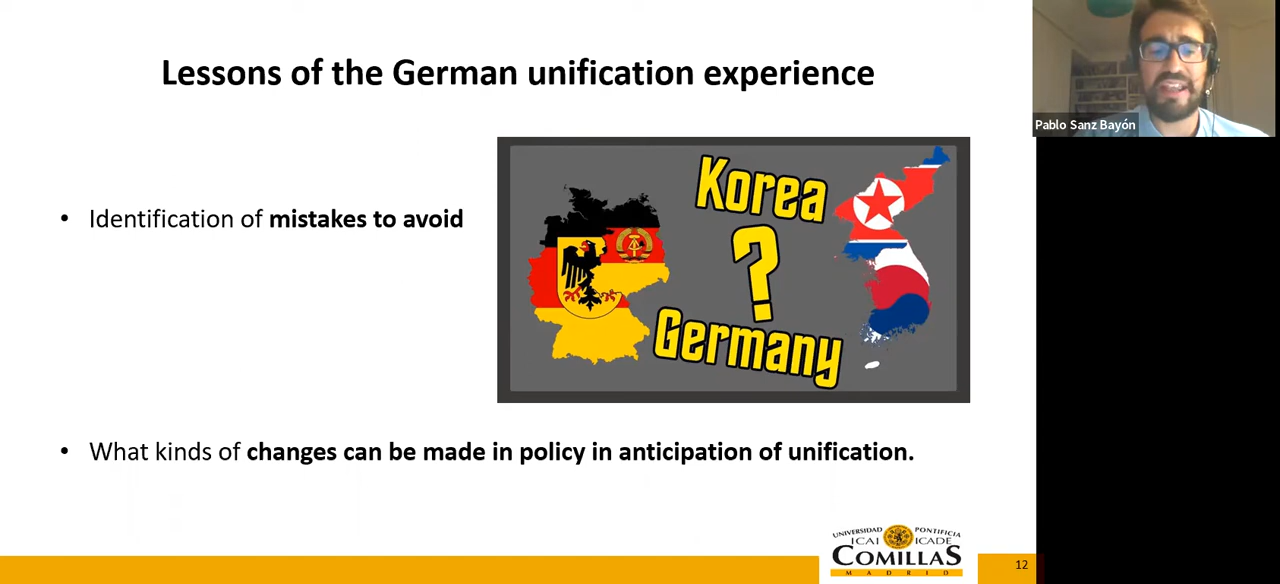 Lessons of the German unification experience
Pablo Sanz Bayón
• Identification of mistakes to avoid
Korea
?
Germany
• What kinds of changes can be made in policy in anticipation of unification.
UNIVERSIDAD PONTIFICIA
ICAI ICADE
COMILLAS
MADRID
12